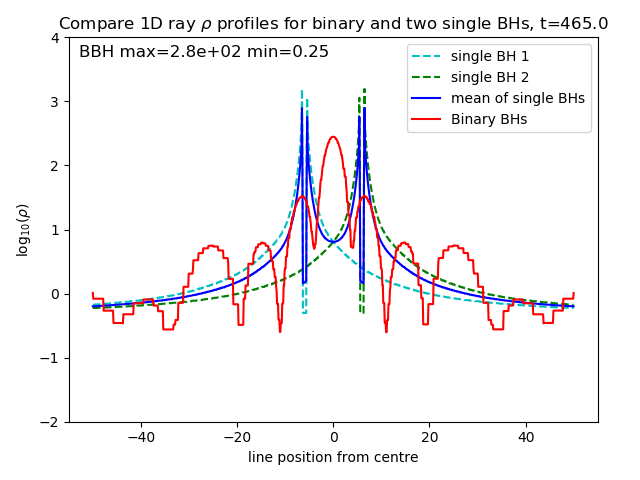 Compare 1D ray ρ profiles for binary and two single BHs, t=465.0
BBH max=2.8e+02 min=0.25
single BH 1
single BH 2
mean of single BHs
Binary BHs
log₁₀(ρ)
4
3
2
1
0
−1
−2
−40 −20 0 20 40
line position from centre